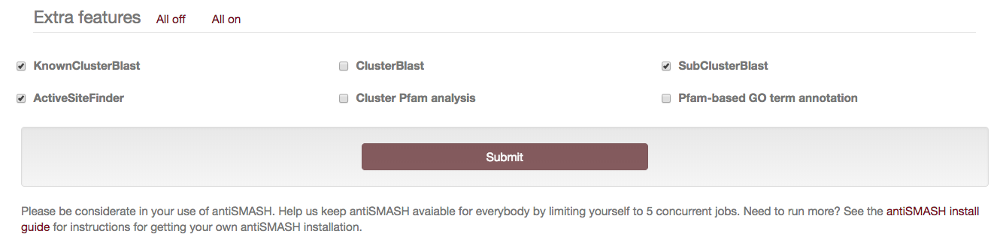 Extra features All off All on
KnownClusterBlast ClusterBlast SubClusterBlast
ActiveSiteFinder Cluster Pfam analysis Pfam-based GO term annotation
Submit
Please be considerate in your use of antiSMASH. Help us keep antiSMASH avaiable for everybody by limiting yourself to 5 concurrent jobs. Need to run more? See the antiSMASH install
guide for instructions for getting your own antiSMASH installation.